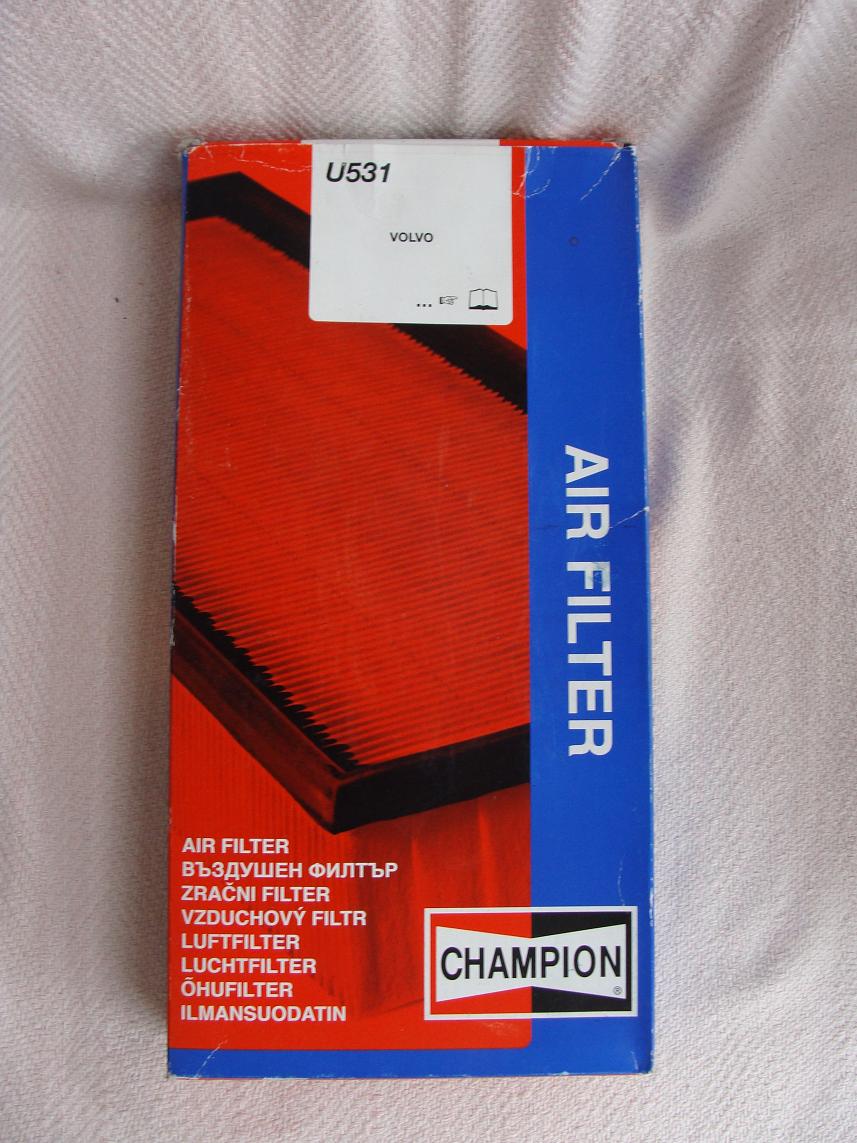 U531
VOLVO
...
AIR FILTER
AIR FILTER
ВЪЗДУШЕН ФИЛТЪР
ZRAČNI FILTER
VZDUCHOVÝ FILTR
LUFTFILTER
LUCHTFILTER
ÕHUFILTER
ILMANSUODATIN
CHAMPION
®